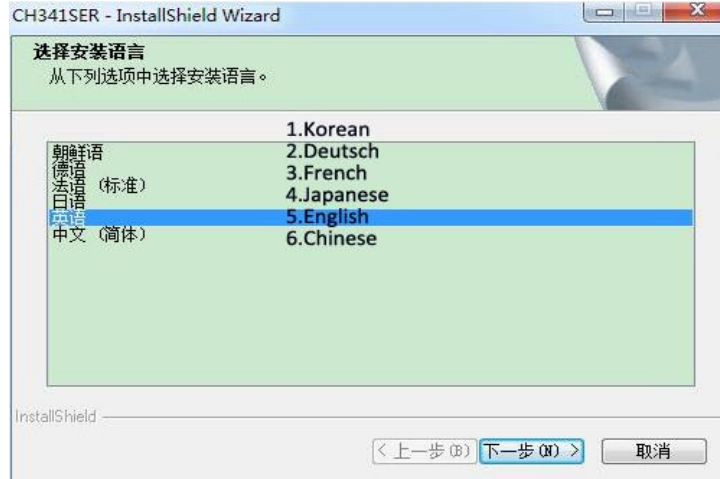 CH341SER - InstallShield Wizard
选择安装语言
从下列选项中选择安装语言。
1.Korean
朝鲜语 2.Deutsch
德语 3.French
法语 (标准)
日语 4.Japanese
英语 5.English
中文 (简体) 6.Chinese
InstallShield
< 上一步(B) 下一步(N) > 取消